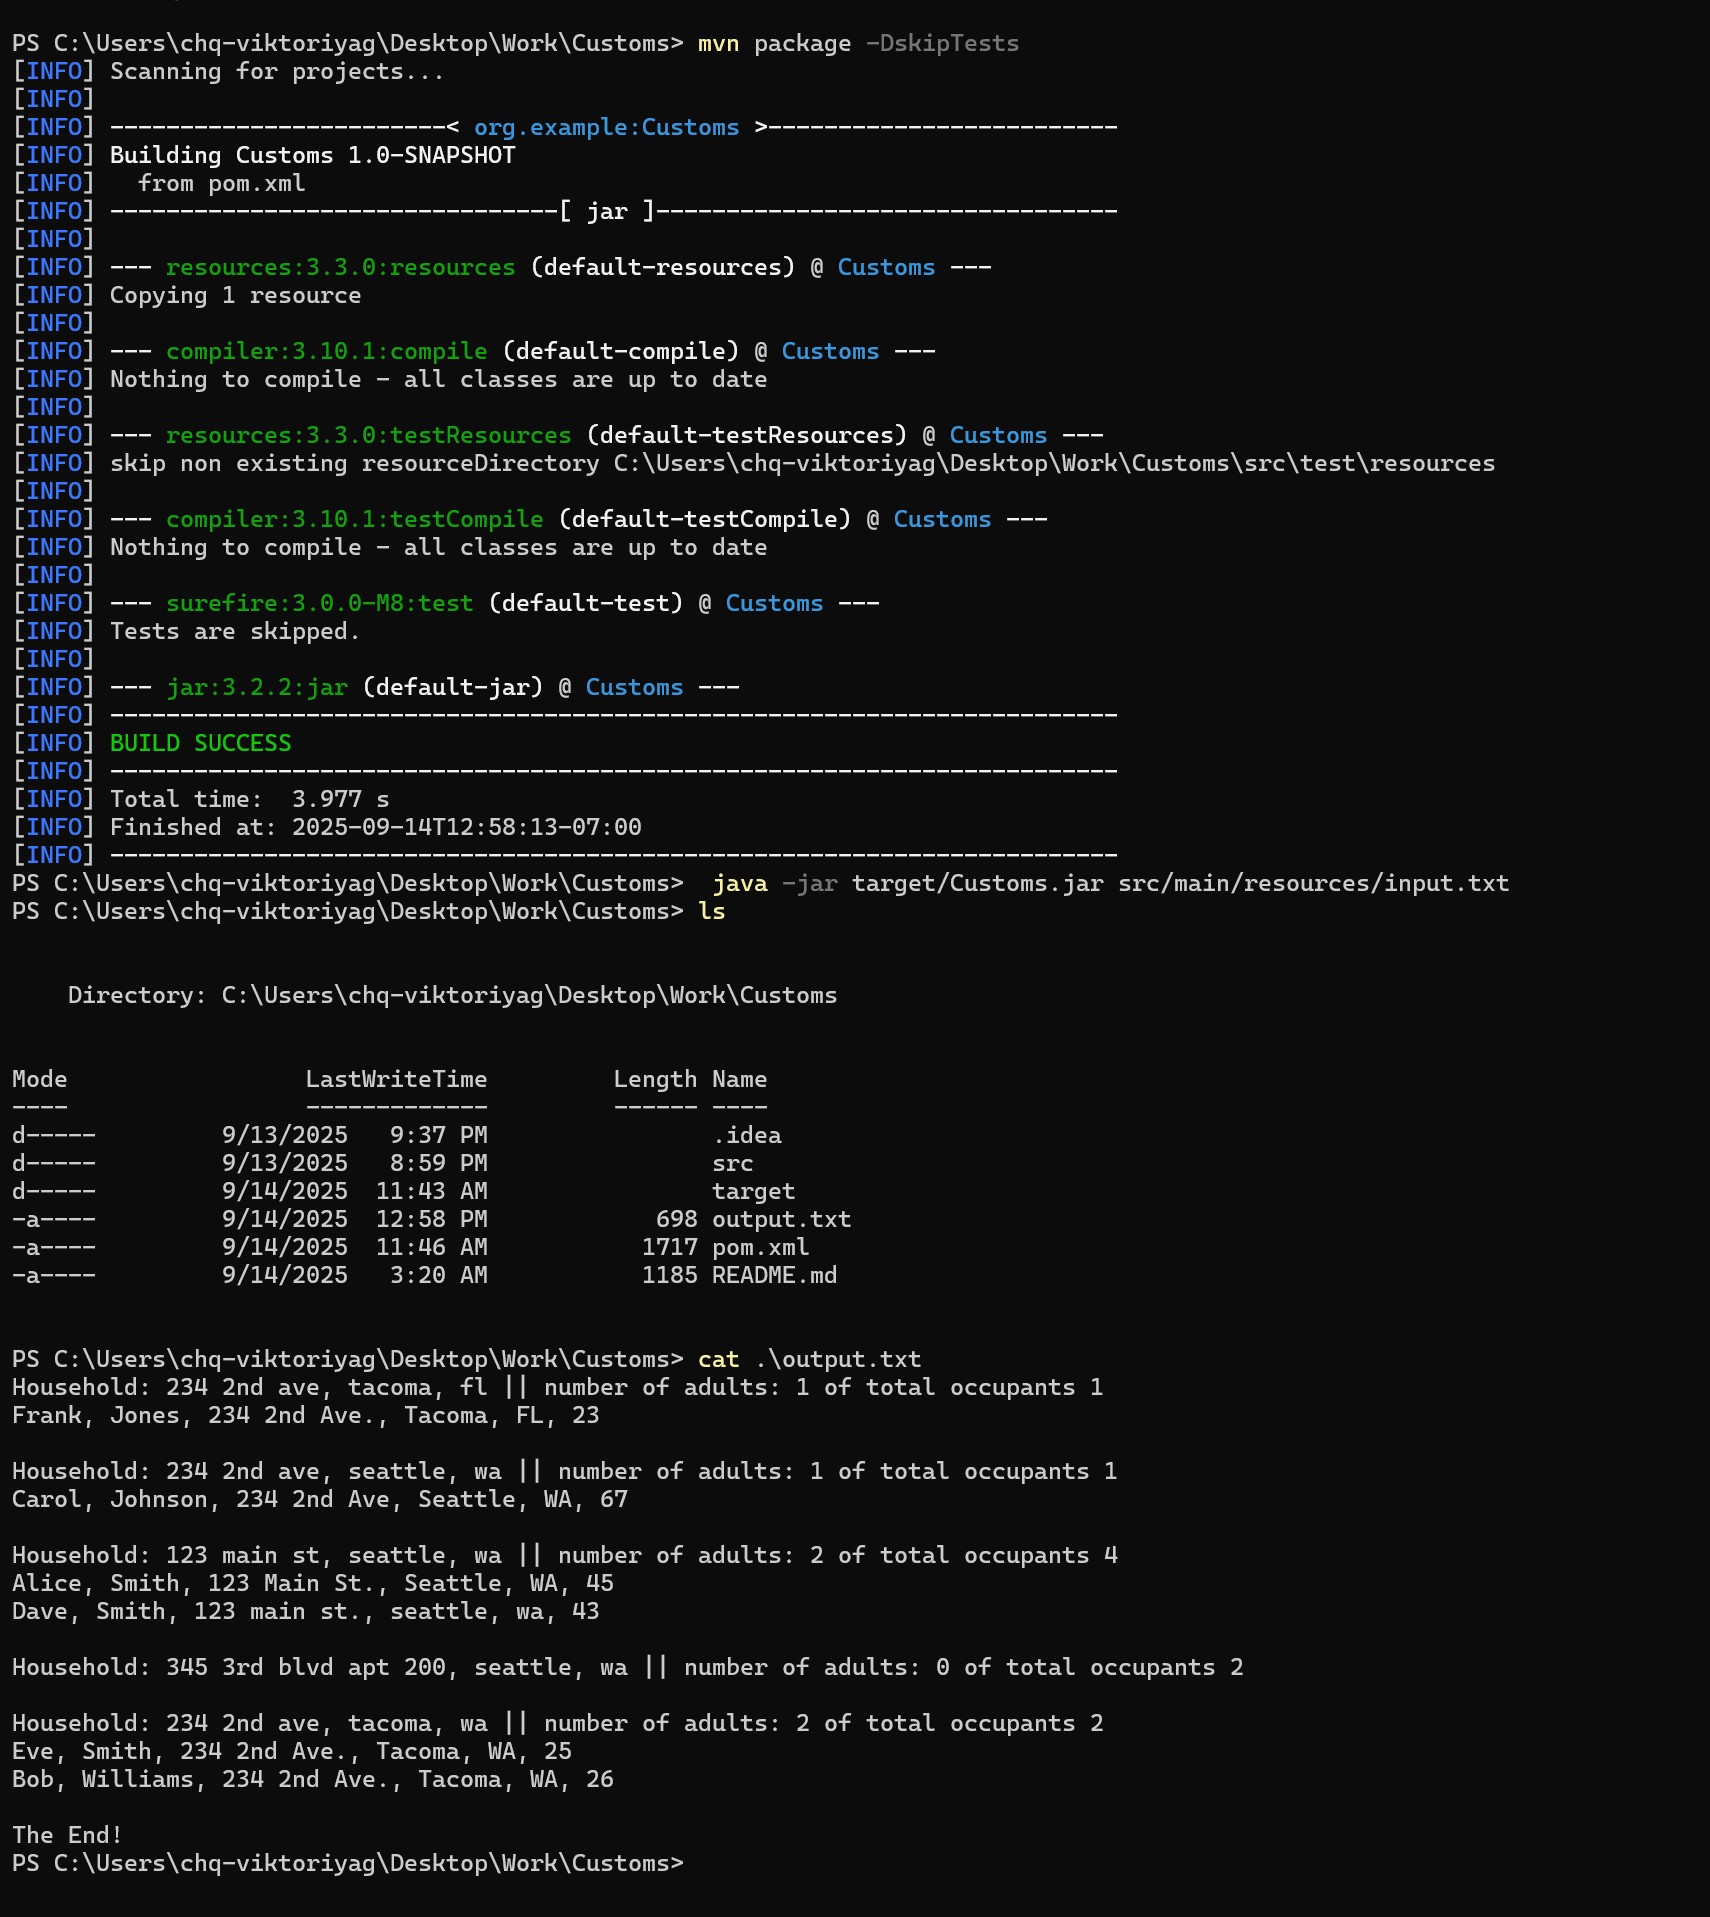 PS C:\Users\chq-viktoriyag\Desktop\Work\Customs> mvn package -DskipTests
[INFO] Scanning for projects...
[INFO]
[INFO] ------------------------< org.example:Customs >-------------------------
[INFO] Building Customs 1.0-SNAPSHOT
[INFO]   from pom.xml
[INFO] --------------------------------[ jar ]---------------------------------
[INFO]
[INFO] --- resources:3.3.0:resources (default-resources) @ Customs ---
[INFO] Copying 1 resource
[INFO]
[INFO] --- compiler:3.10.1:compile (default-compile) @ Customs ---
[INFO] Nothing to compile - all classes are up to date
[INFO]
[INFO] --- resources:3.3.0:testResources (default-testResources) @ Customs ---
[INFO] skip non existing resourceDirectory C:\Users\chq-viktoriyag\Desktop\Work\Customs\src\test\resources
[INFO]
[INFO] --- compiler:3.10.1:testCompile (default-testCompile) @ Customs ---
[INFO] Nothing to compile - all classes are up to date
[INFO]
[INFO] --- surefire:3.0.0-M8:test (default-test) @ Customs ---
[INFO] Tests are skipped.
[INFO]
[INFO] --- jar:3.2.2:jar (default-jar) @ Customs ---
[INFO] ------------------------------------------------------------------------
[INFO] BUILD SUCCESS
[INFO] ------------------------------------------------------------------------
[INFO] Total time:  3.977 s
[INFO] Finished at: 2025-09-14T12:58:13-07:00
[INFO] ------------------------------------------------------------------------
PS C:\Users\chq-viktoriyag\Desktop\Work\Customs>  java -jar target/Customs.jar src/main/resources/input.txt
PS C:\Users\chq-viktoriyag\Desktop\Work\Customs> ls
    Directory: C:\Users\chq-viktoriyag\Desktop\Work\Customs
Mode                 LastWriteTime         Length Name
----                 -------------         ------ ----
d-----         9/13/2025   9:37 PM                .idea
d-----         9/13/2025   8:59 PM                src
d-----         9/14/2025  11:43 AM                target
-a----         9/14/2025  12:58 PM            698 output.txt
-a----         9/14/2025  11:46 AM           1717 pom.xml
-a----         9/14/2025   3:20 AM           1185 README.md
PS C:\Users\chq-viktoriyag\Desktop\Work\Customs> cat .\output.txt
Household: 234 2nd ave, tacoma, fl || number of adults: 1 of total occupants 1
Frank, Jones, 234 2nd Ave., Tacoma, FL, 23
Household: 234 2nd ave, seattle, wa || number of adults: 1 of total occupants 1
Carol, Johnson, 234 2nd Ave, Seattle, WA, 67
Household: 123 main st, seattle, wa || number of adults: 2 of total occupants 4
Alice, Smith, 123 Main St., Seattle, WA, 45
Dave, Smith, 123 main st., seattle, wa, 43
Household: 345 3rd blvd apt 200, seattle, wa || number of adults: 0 of total occupants 2
Household: 234 2nd ave, tacoma, wa || number of adults: 2 of total occupants 2
Eve, Smith, 234 2nd Ave., Tacoma, WA, 25
Bob, Williams, 234 2nd Ave., Tacoma, WA, 26
The End!
PS C:\Users\chq-viktoriyag\Desktop\Work\Customs>